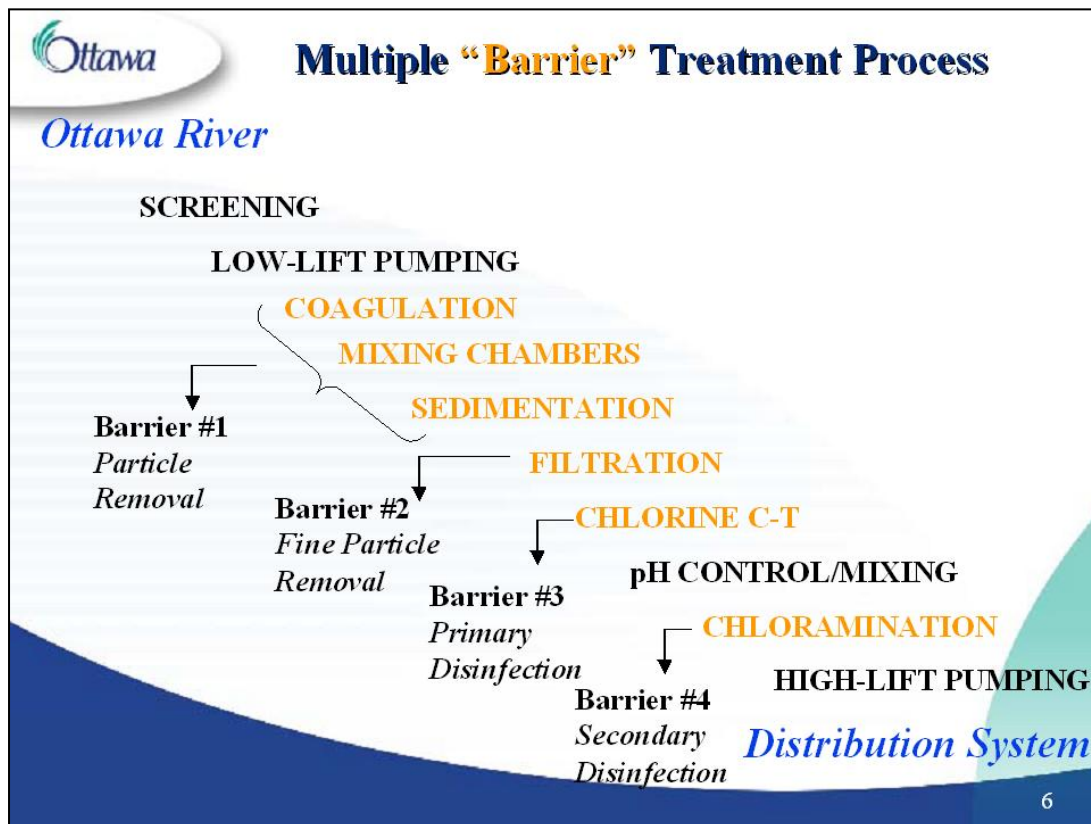 Ottawa
Multiple “Barrier” Treatment Process
Ottawa River
SCREENING
LOW-LIFT PUMPING
COAGULATION
MIXING CHAMBERS
SEDIMENTATION
Barrier #1
Particle
Removal
FILTRATION
Barrier #2
Fine Particle
Removal
CHLORINE C-T
Barrier #3
Primary
Disinfection
pH CONTROL/MIXING
CHLORAMINATION
Barrier #4
Secondary
Disinfection
HIGH-LIFT PUMPING
Distribution System
6